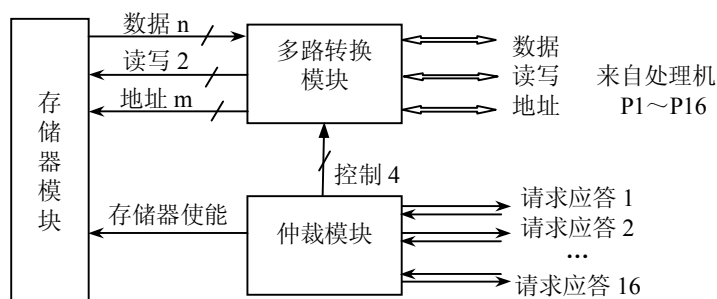 数据 n
读写 2
地址 m
存储器模块
多路转换
模块
数据
读写
地址
来自处理机
P1～P16
控制 4
存储器使能
仲裁模块
请求应答 1
请求应答 2
…
请求应答 16